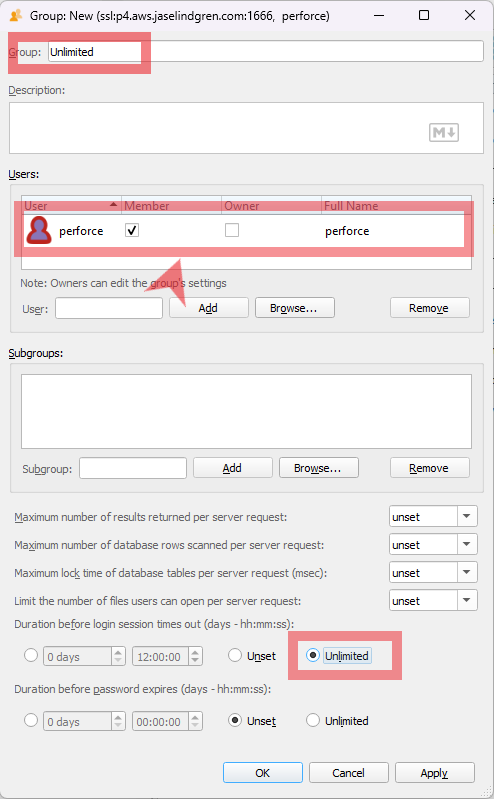 Group: New (ssl:p4.aws.jaselindgren.com:1666, perforce)
Group: Unlimited
Description:
M
Users:
User Member Owner Full Name
perforce perforce
Note: Owners can edit the group's settings
User: Add Browse... Remove
Subgroups:
Subgroup: Add Browse... Remove
Maximum number of results returned per server request: unset
Maximum number of database rows scanned per server request: unset
Maximum lock time of database tables per server request (msec): unset
Limit the number of files users can open per server request: unset
Duration before login session times out (days - hh:mm:ss):
0 days 12:00:00 Unset Unlimited
Duration before password expires (days - hh:mm:ss):
0 days 00:00:00 Unset Unlimited
OK Cancel Apply